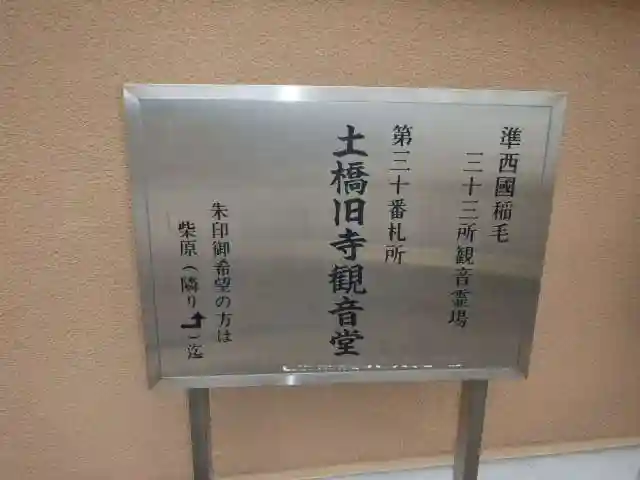 準西國稲毛
三十三所観音霊場
第三十番札所
土橋旧寺観音堂
朱印御希望の方は
柴原（隣り⮥）迄